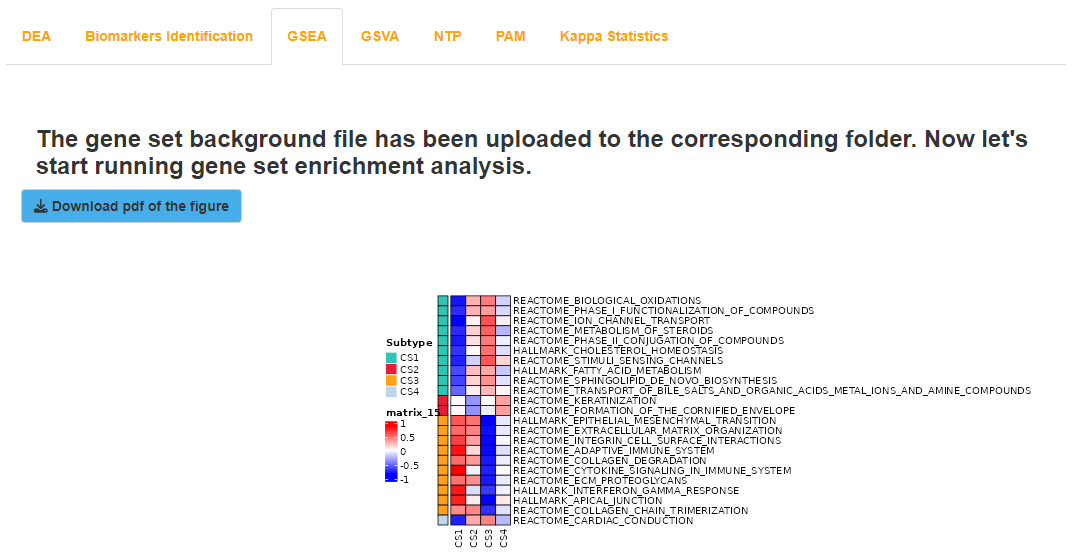 DEA Biomarkers Identification GSEA GSVA NTP PAM Kappa Statistics
The gene set background file has been uploaded to the corresponding folder. Now let's
start running gene set enrichment analysis.
Download pdf of the figure
REACTOME_BIOLOGICAL_OXIDATIONS
REACTOME_PHASE_I_FUNCTIONALIZATION_OF_COMPOUNDS
REACTOME_ION_CHANNEL_TRANSPORT
REACTOME_METABOLISM_OF_STEROIDS
REACTOME_PHASE_II_CONJUGATION_OF_COMPOUNDS
HALLMARK_CHOLESTEROL_HOMEOSTASIS
REACTOME_STIMULI_SENSING_CHANNELS
HALLMARK_FATTY_ACID_METABOLISM
REACTOME_SPHINGOLIPID_DE_NOVO_BIOSYNTHESIS
REACTOME_TRANSPORT_OF_BILE_SALTS_AND_ORGANIC_ACIDS_METAL_IONS_AND_AMINE_COMPOUNDS
REACTOME_KERATINIZATION
REACTOME_FORMATION_OF_THE_CORNIFIED_ENVELOPE
HALLMARK_EPITHELIAL_MESENCHYMAL_TRANSITION
REACTOME_EXTRACELLULAR_MATRIX_ORGANIZATION
REACTOME_INTEGRIN_CELL_SURFACE_INTERACTIONS
REACTOME_ADAPTIVE_IMMUNE_SYSTEM
REACTOME_COLLAGEN_DEGRADATION
REACTOME_CYTOKINE_SIGNALING_IN_IMMUNE_SYSTEM
REACTOME_ECM_PROTEOGLYCANS
HALLMARK_INTERFERON_GAMMA_RESPONSE
HALLMARK_APICAL_JUNCTION
REACTOME_COLLAGEN_CHAIN_TRIMERIZATION
REACTOME_CARDIAC_CONDUCTION
Subtype
CS1
CS2
CS3
CS4
matrix_15
1
0.5
0
-0.5
-1
CS1
CS2
CS3
CS4